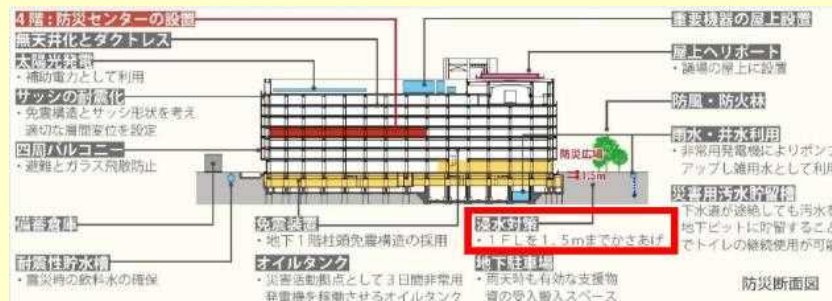 4階：防災センターの設置
無天井化とダクトレス
太陽光発電
・補助電力として利用
サッシの耐震化
・免震構造とサッシ形状を考え
適切な層間変位を設定
四周バルコニー
・避難とガラス飛散防止
備蓄倉庫
耐震性貯水槽
・震災時の飲料水の確保
免震装置
・地下1階柱頭免震構造の採用
オイルタンク
・災害活動拠点として3日間非常用
発電機を稼働させるオイルタンク
浸水対策
・1FLを1.5mまでかさあげ
地下駐車場
・雨天時も有効な支援物
資の受入搬入スペース
重要機器の屋上設置
屋上ヘリポート
・議場の屋上に設置
防風・防火林
雨水・井水利用
・非常用発電機によりポンプ
アップし雑用水として利用
防災広場
1.5m
災害用汚水貯留槽
・下水道が途絶しても汚水を
地下ピットに貯留すること
でトイレの継続使用が可能
防災断面図